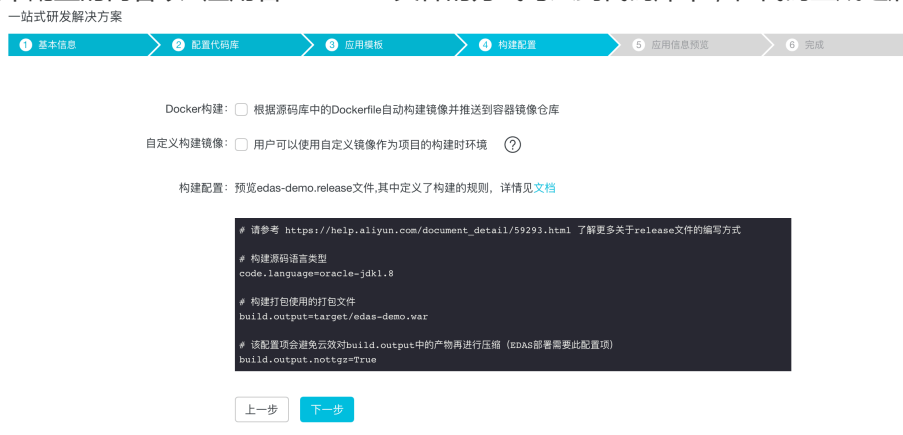 一站式研发解决方案
1 基本信息
2 配置代码库
3 应用模板
4 构建配置
5 应用信息预览
6 完成
Docker构建: 根据源码库中的Dockerfile自动构建镜像并推送到容器镜像仓库
自定义构建镜像: 用户可以使用自定义镜像作为项目的构建时环境 ?
构建配置: 预览edas-demo.release文件,其中定义了构建的规则，详情见文档
# 请参考 https://help.aliyun.com/document_detail/59293.html 了解更多关于release文件的编写方式
# 构建源码语言类型
code.language=oracle-jdk1.8
# 构建打包使用的打包文件
build.output=target/edas-demo.war
# 该配置项会避免云效对build.output中的产物再进行压缩（EDAS部署需要此配置项）
build.output.nottgz=True
上一步 下一步